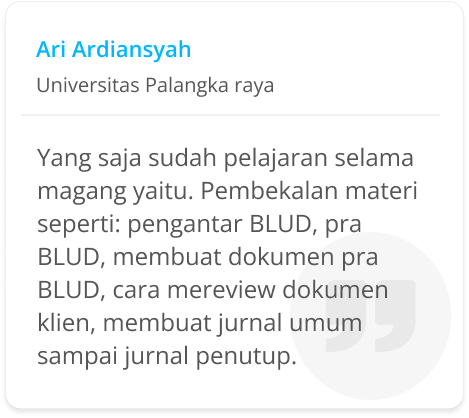 Ari Ardiansyah
Universitas Palangka raya
Yang saja sudah pelajaran selama
magang yaitu. Pembekalan materi
seperti: pengantar BLUD, pra
BLUD, membuat dokumen pra
BLUD, cara mereview dokumen
klien, membuat jurnal umum
sampai jurnal penutup.